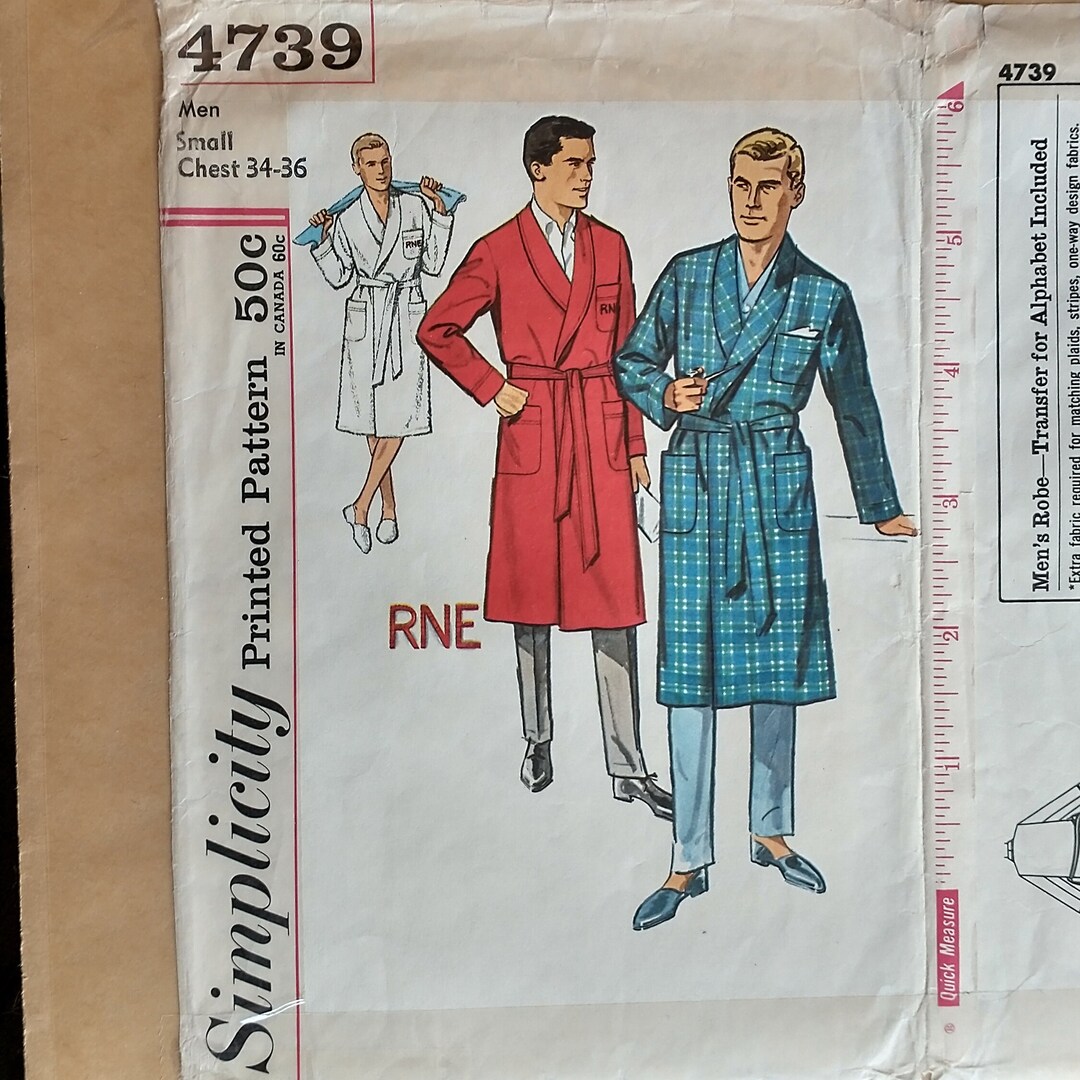 4739
Men
Small
Chest 34-36
Simplicity Printed Pattern 50c
IN CANADA 60c
RNE
RN
RNE
6
5
4
3
2
1
Quick Measure
®
4739
Men's Robe—Transfer for Alphabet Included
*Extra fabric required for matching plaids, stripes, one-way design fabrics.